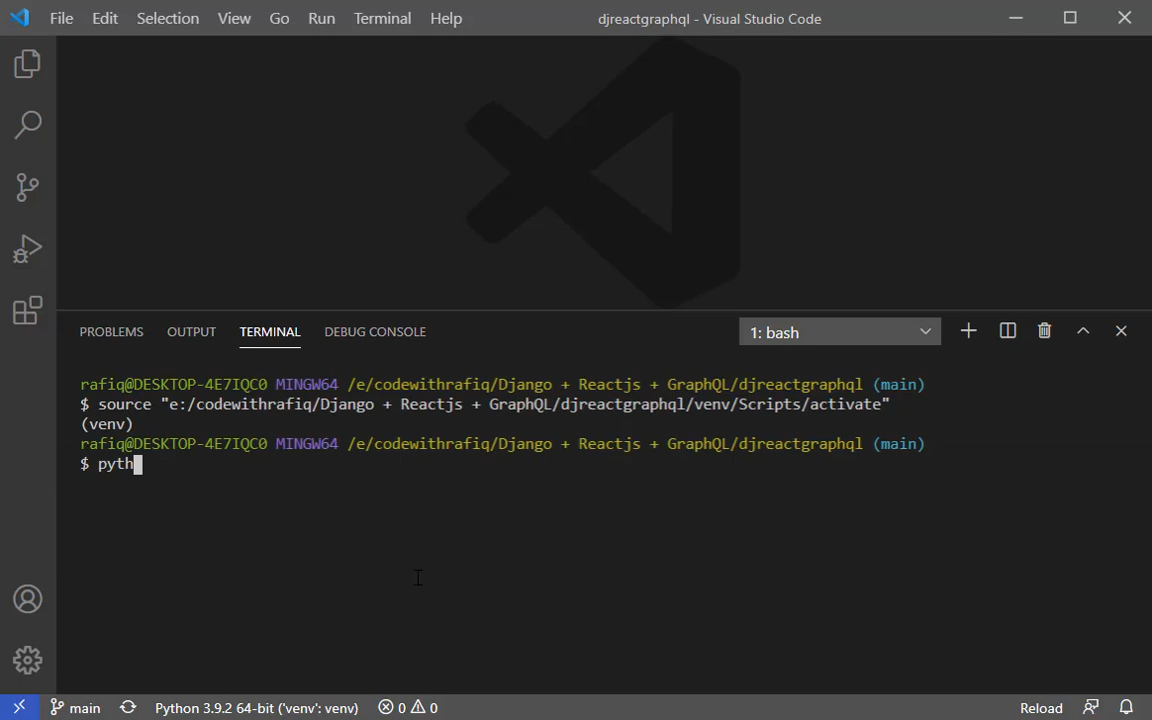 File Edit Selection View Go Run Terminal Help djreactgraphql - Visual Studio Code
PROBLEMS OUTPUT TERMINAL DEBUG CONSOLE 1: bash
rafiq@DESKTOP-4E7IQC0 MINGW64 /e/codewithrafiq/Django + Reactjs + GraphQL/djreactgraphql (main)
$ source "e:/codewithrafiq/Django + Reactjs + GraphQL/djreactgraphql/venv/Scripts/activate"
(venv)
rafiq@DESKTOP-4E7IQC0 MINGW64 /e/codewithrafiq/Django + Reactjs + GraphQL/djreactgraphql (main)
$ pyth
main Python 3.9.2 64-bit ('venv': venv) 0 0 Reload